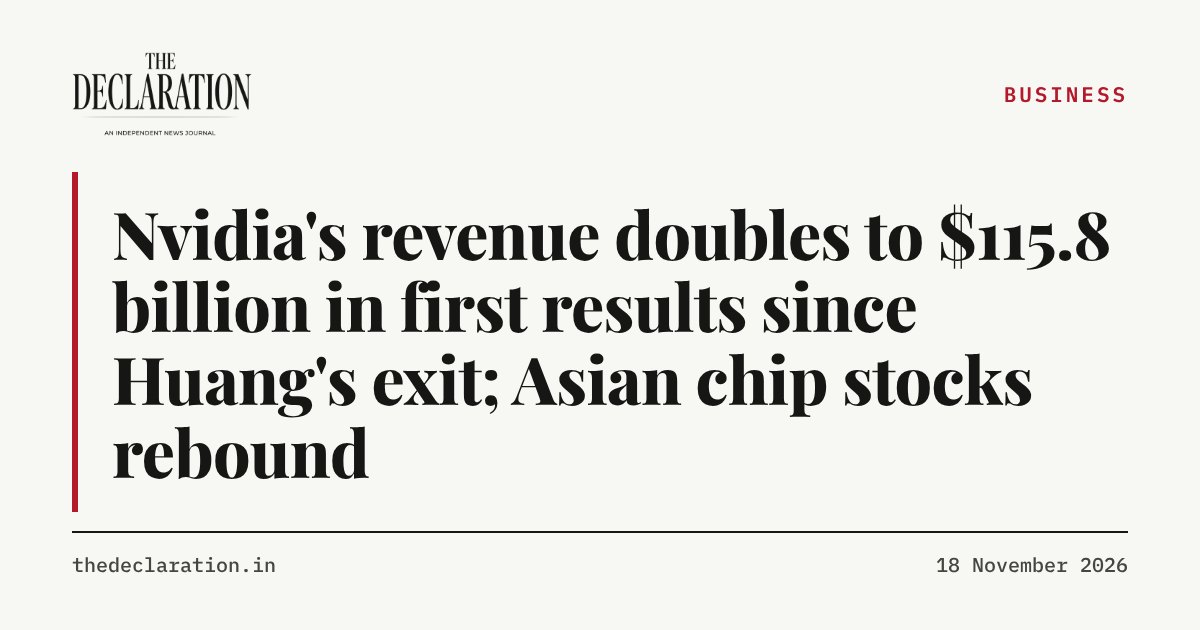 THE
DECLARATION
AN INDEPENDENT NEWS JOURNAL
BUSINESS
Nvidia's revenue doubles to $115.8
billion in first results since
Huang's exit; Asian chip stocks
rebound
thedeclaration.in
18 November 2026